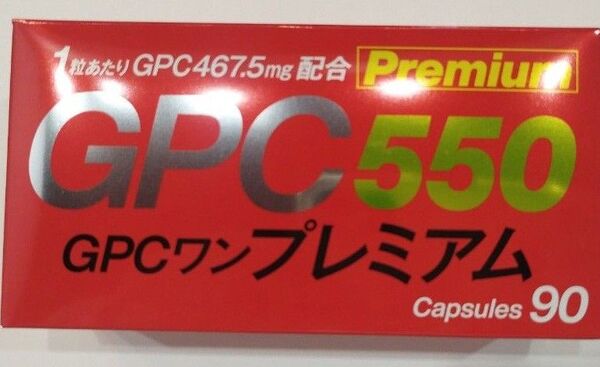 1粒あたりGPC467.5mg配合 Premium
GPC550
GPCワンプレミアム
Capsules 90